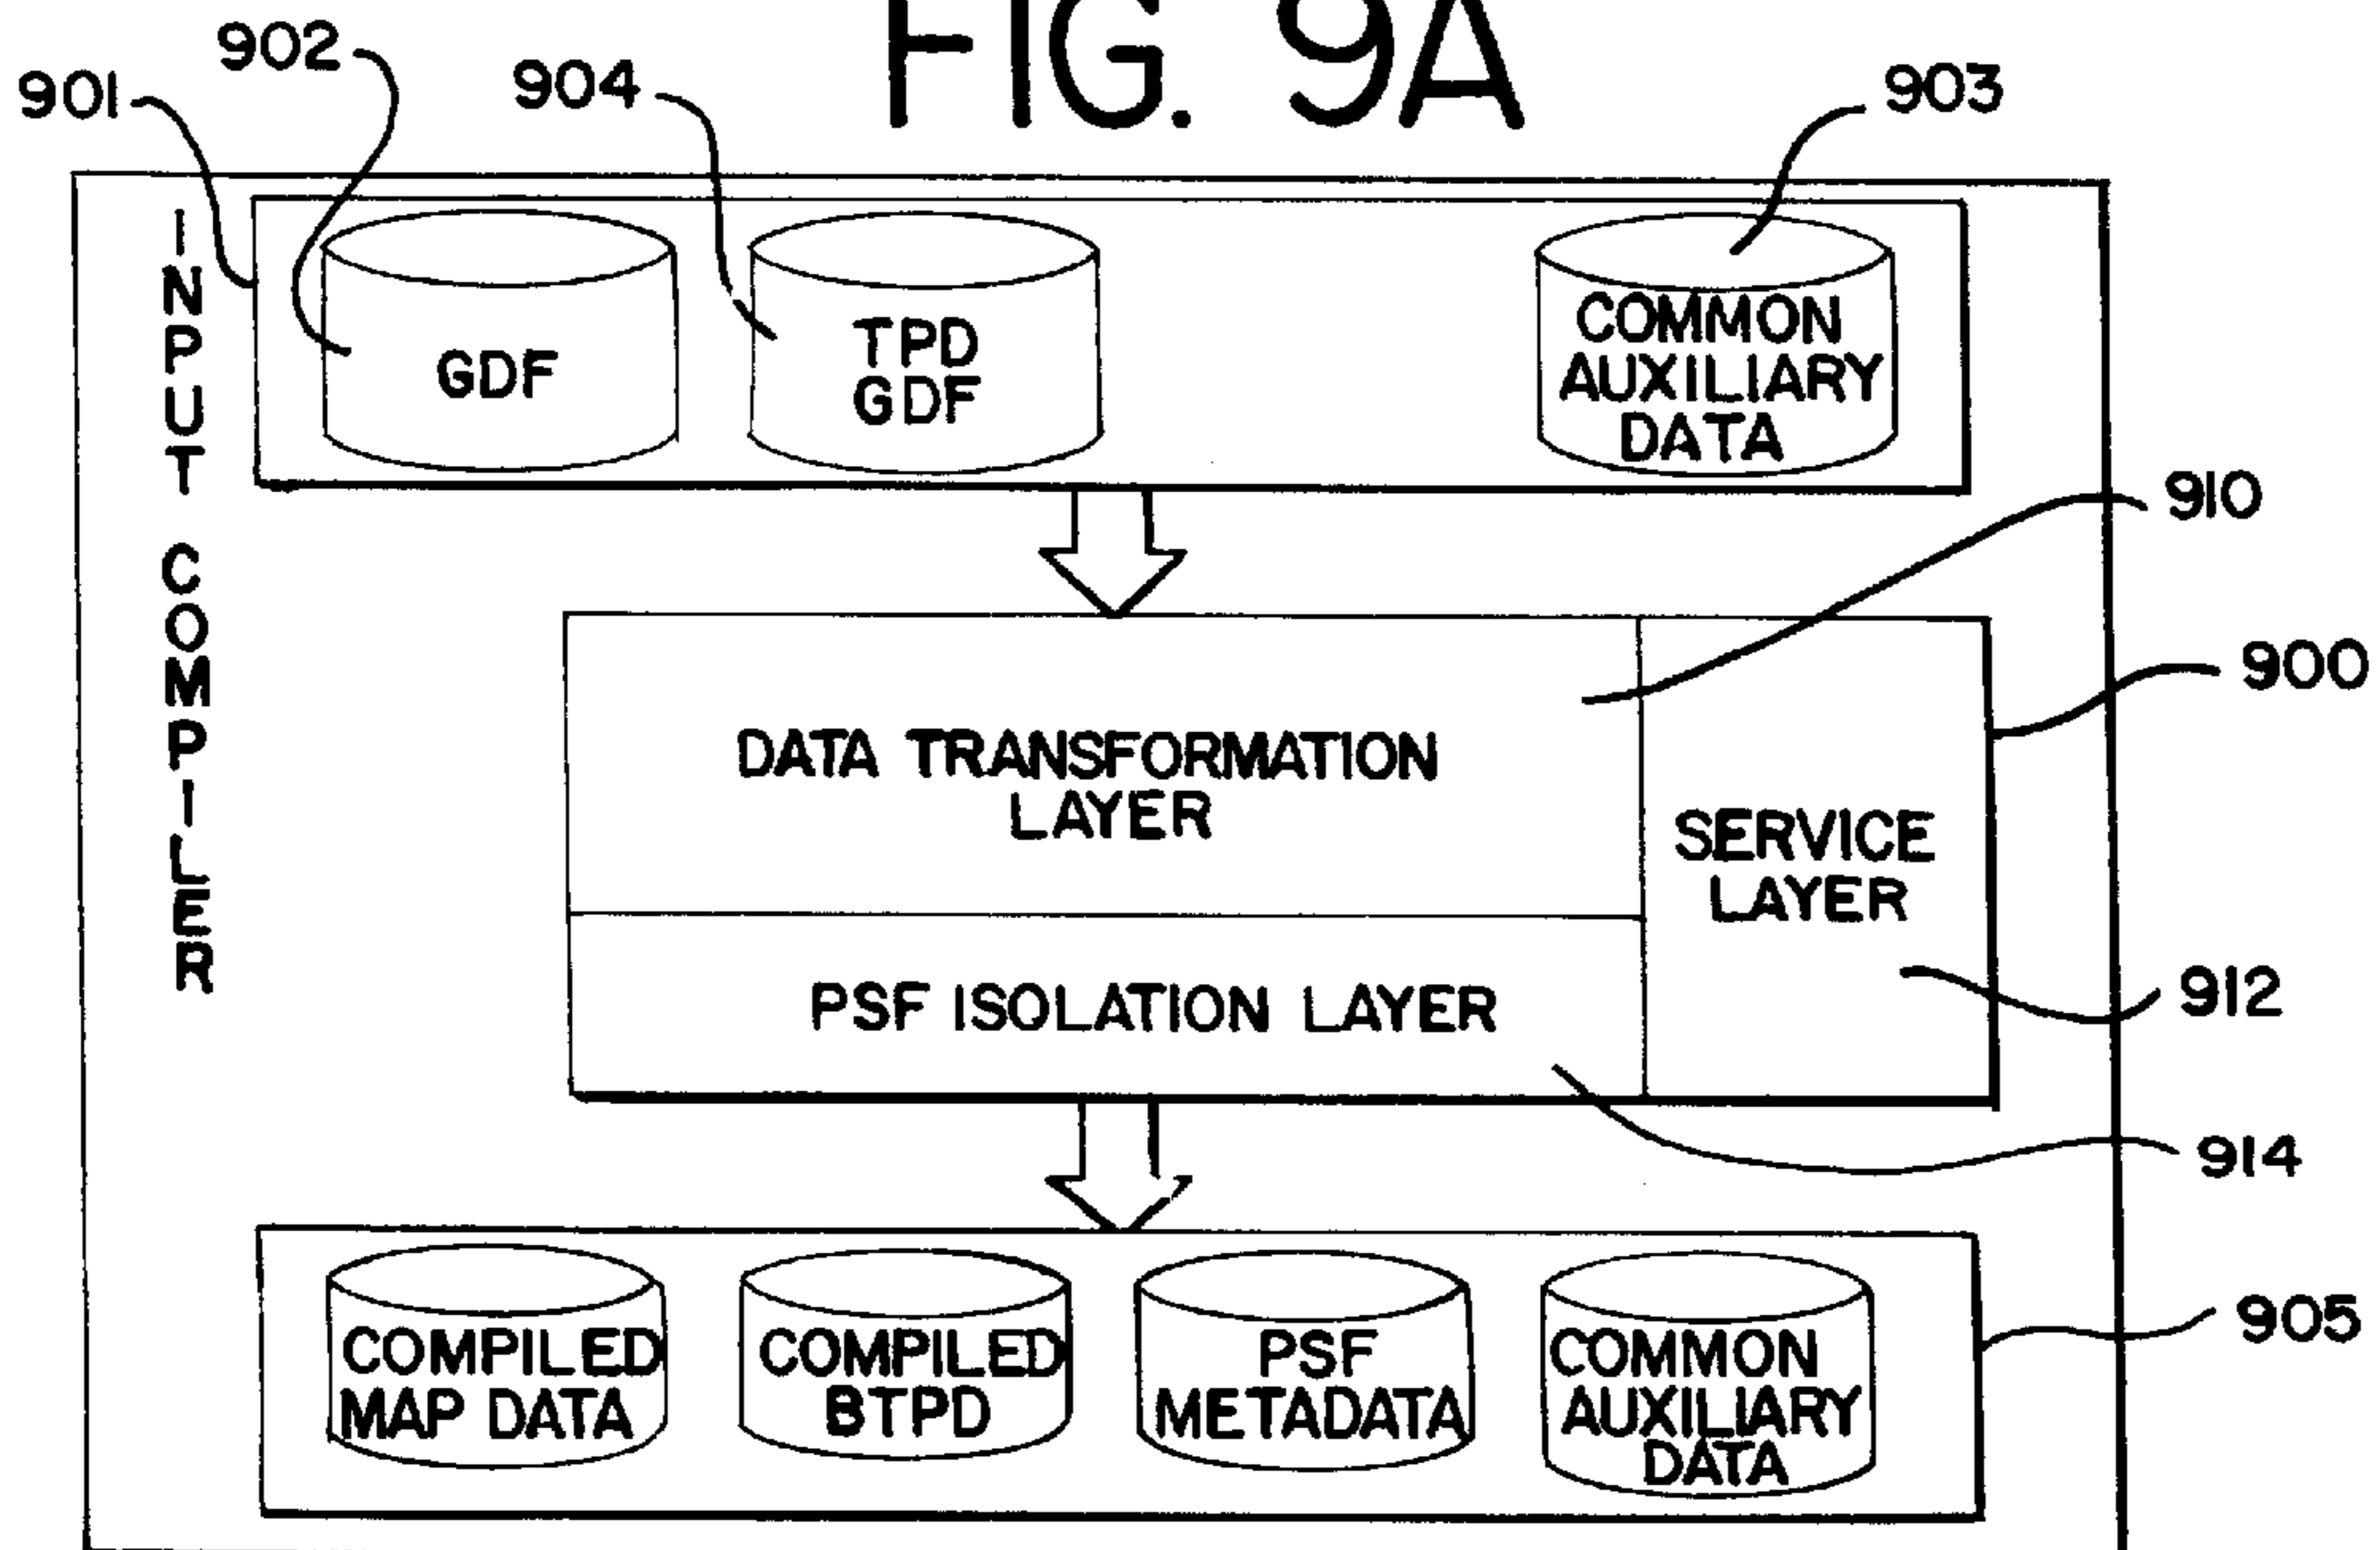 FIG. 9A
902
901
904
903
INPUT COMPILER
GDF
TPD
GDF
COMMON
AUXILIARY
DATA
910
900
DATA TRANSFORMATION
LAYER
SERVICE
LAYER
PSF ISOLATION LAYER
912
914
905
COMPILED
MAP DATA
COMPILED
BTPD
PSF
METADATA
COMMON
AUXILIARY
DATA